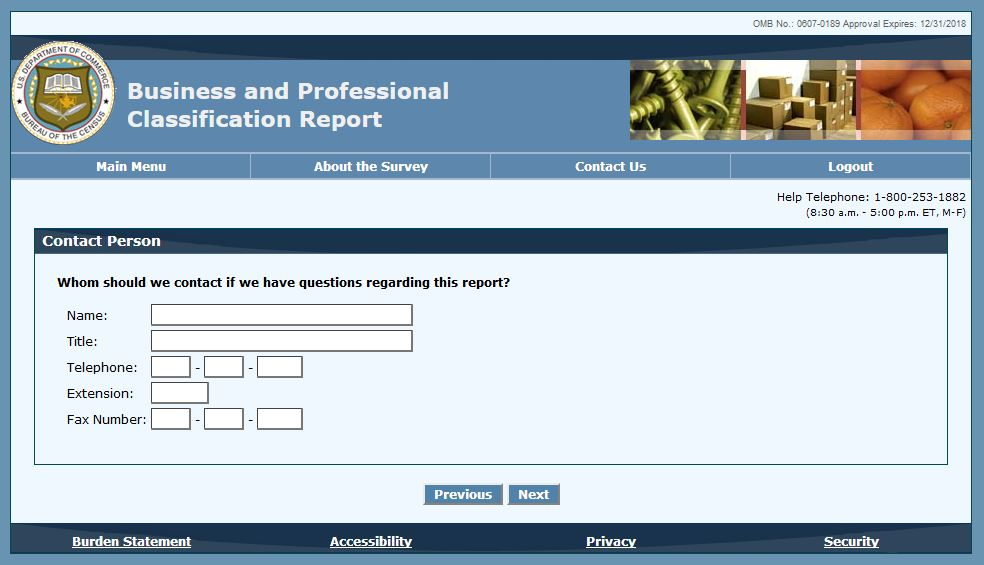 OMB No.: 0607-0189 Approval Expires: 12/31/2018
U.S. DEPARTMENT OF COMMERCE
BUREAU OF THE CENSUS
Business and Professional
Classification Report
Main Menu About the Survey Contact Us Logout
Help Telephone: 1-800-253-1882
(8:30 a.m. - 5:00 p.m. ET, M-F)
Contact Person
Whom should we contact if we have questions regarding this report?
Name:
Title:
Telephone: - -
Extension:
Fax Number: - -
Previous Next
Burden Statement Accessibility Privacy Security